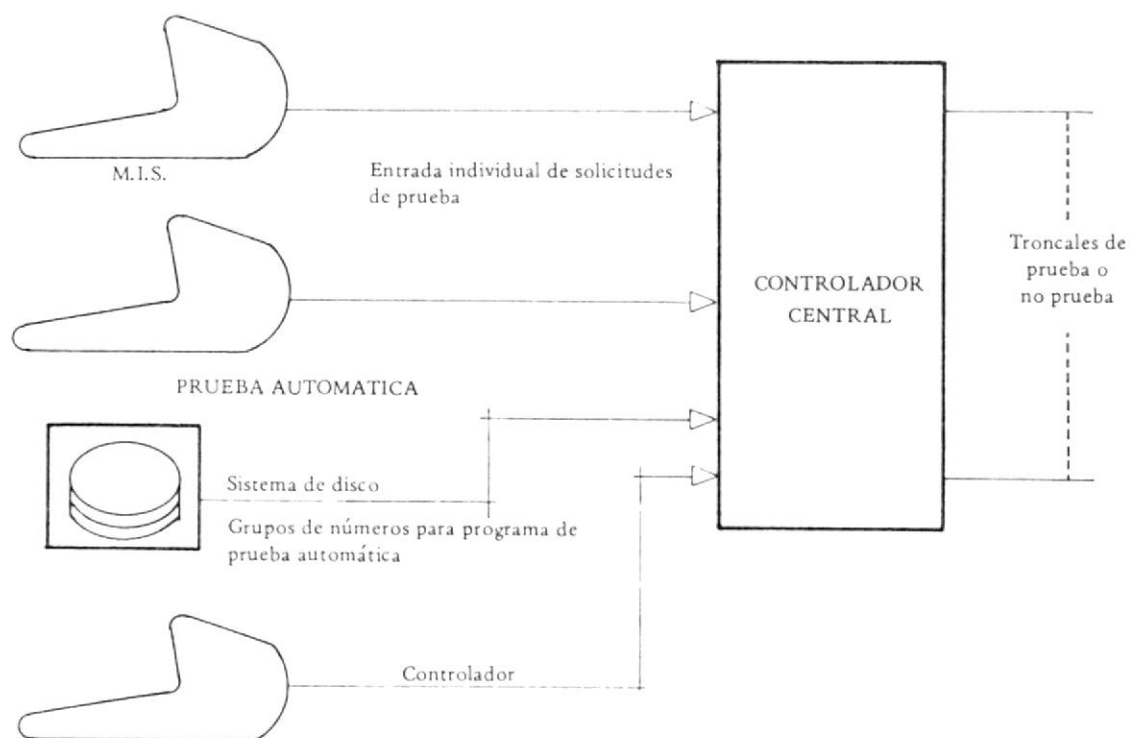 M.I.S.
Entrada individual de solicitudes
de prueba
Troncales de
prueba o
no prueba
CONTROLADOR
CENTRAL
PRUEBA AUTOMATICA
Sistema de disco
Grupos de números para programa de
prueba automática
Controlador